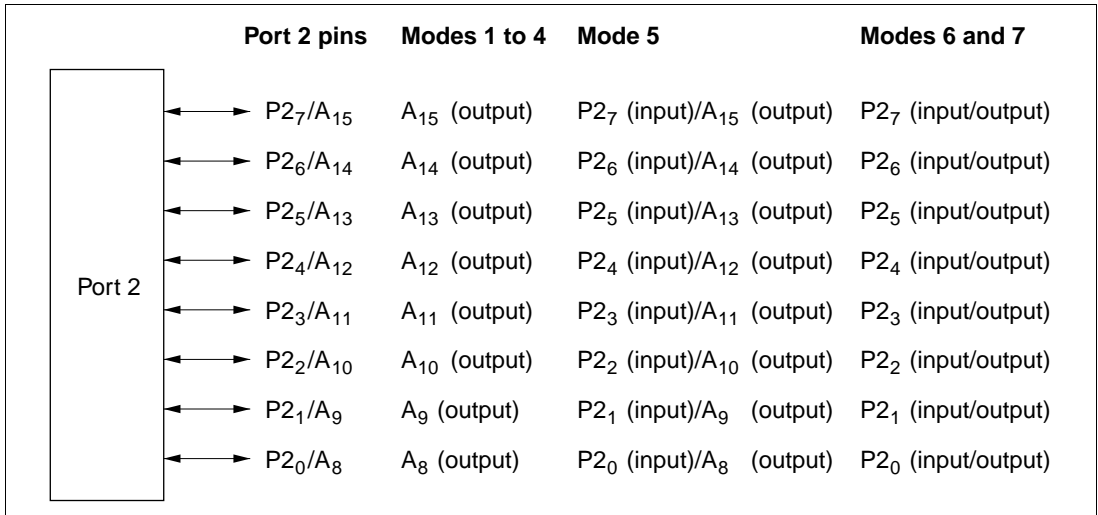 Port 2 pins Modes 1 to 4 Mode 5 Modes 6 and 7
P2₇/A₁₅ A₁₅ (output) P2₇ (input)/A₁₅ (output) P2₇ (input/output)
P2₆/A₁₄ A₁₄ (output) P2₆ (input)/A₁₄ (output) P2₆ (input/output)
P2₅/A₁₃ A₁₃ (output) P2₅ (input)/A₁₃ (output) P2₅ (input/output)
P2₄/A₁₂ A₁₂ (output) P2₄ (input)/A₁₂ (output) P2₄ (input/output)
Port 2
P2₃/A₁₁ A₁₁ (output) P2₃ (input)/A₁₁ (output) P2₃ (input/output)
P2₂/A₁₀ A₁₀ (output) P2₂ (input)/A₁₀ (output) P2₂ (input/output)
P2₁/A₉ A₉ (output) P2₁ (input)/A₉ (output) P2₁ (input/output)
P2₀/A₈ A₈ (output) P2₀ (input)/A₈ (output) P2₀ (input/output)